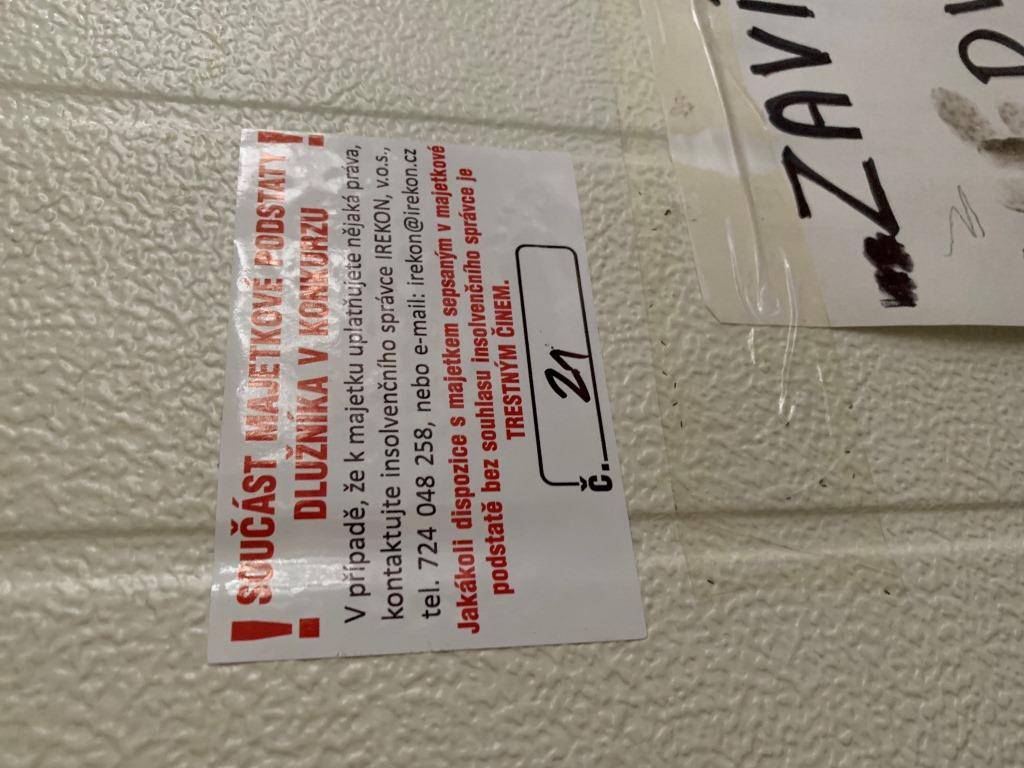 ! SOUČÁST MAJETKOVÉ PODSTATY !
DLUŽNÍKA V KONKURZU
V případě, že k majetku uplatňujete nějaká práva,
kontaktujte insolvenčního správce IREKON, v.o.s.,
tel. 724 048 258, nebo e-mail: irekon@irekon.cz
Jakákoli dispozice s majetkem sepsaným v majetkové
podstatě bez souhlasu insolvenčního správce je
TRESTNÝM ČINEM.
Č. 21
ZAVÍ